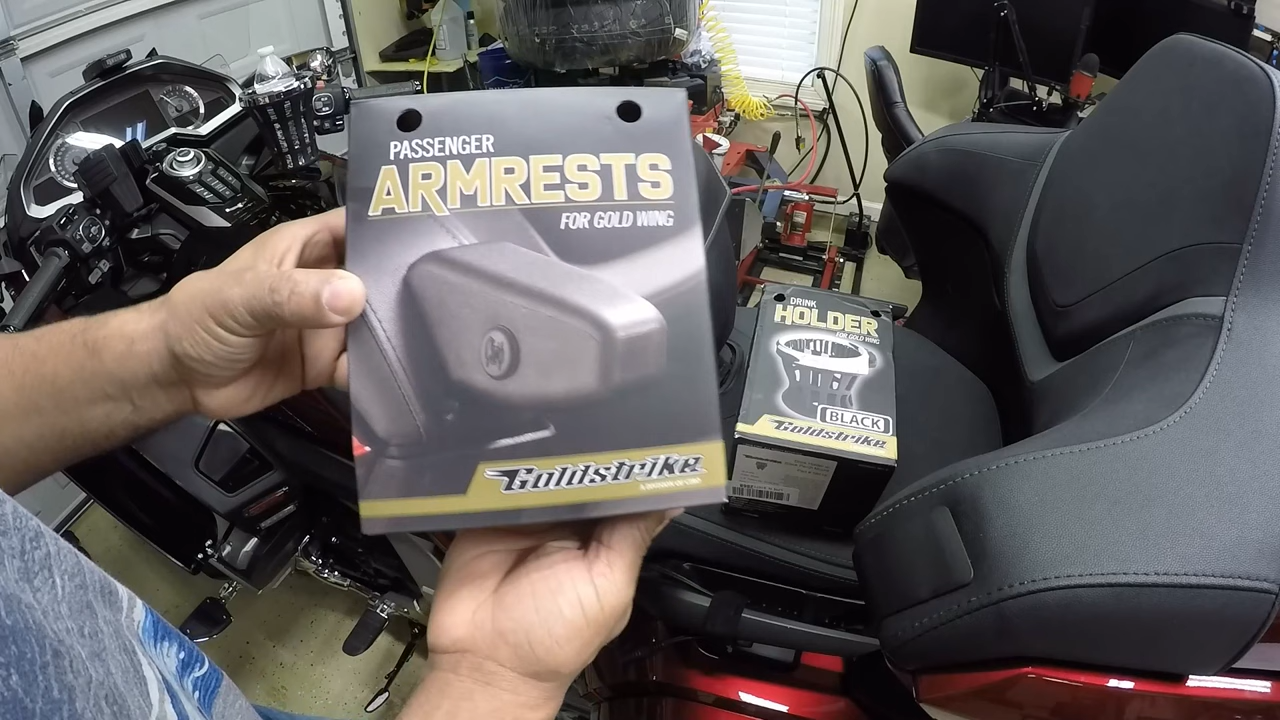 PASSENGER
ARMRESTS
FOR GOLD WING
Goldstrike
DRINK
HOLDER
FOR GOLD WING
BLACK
Goldstrike